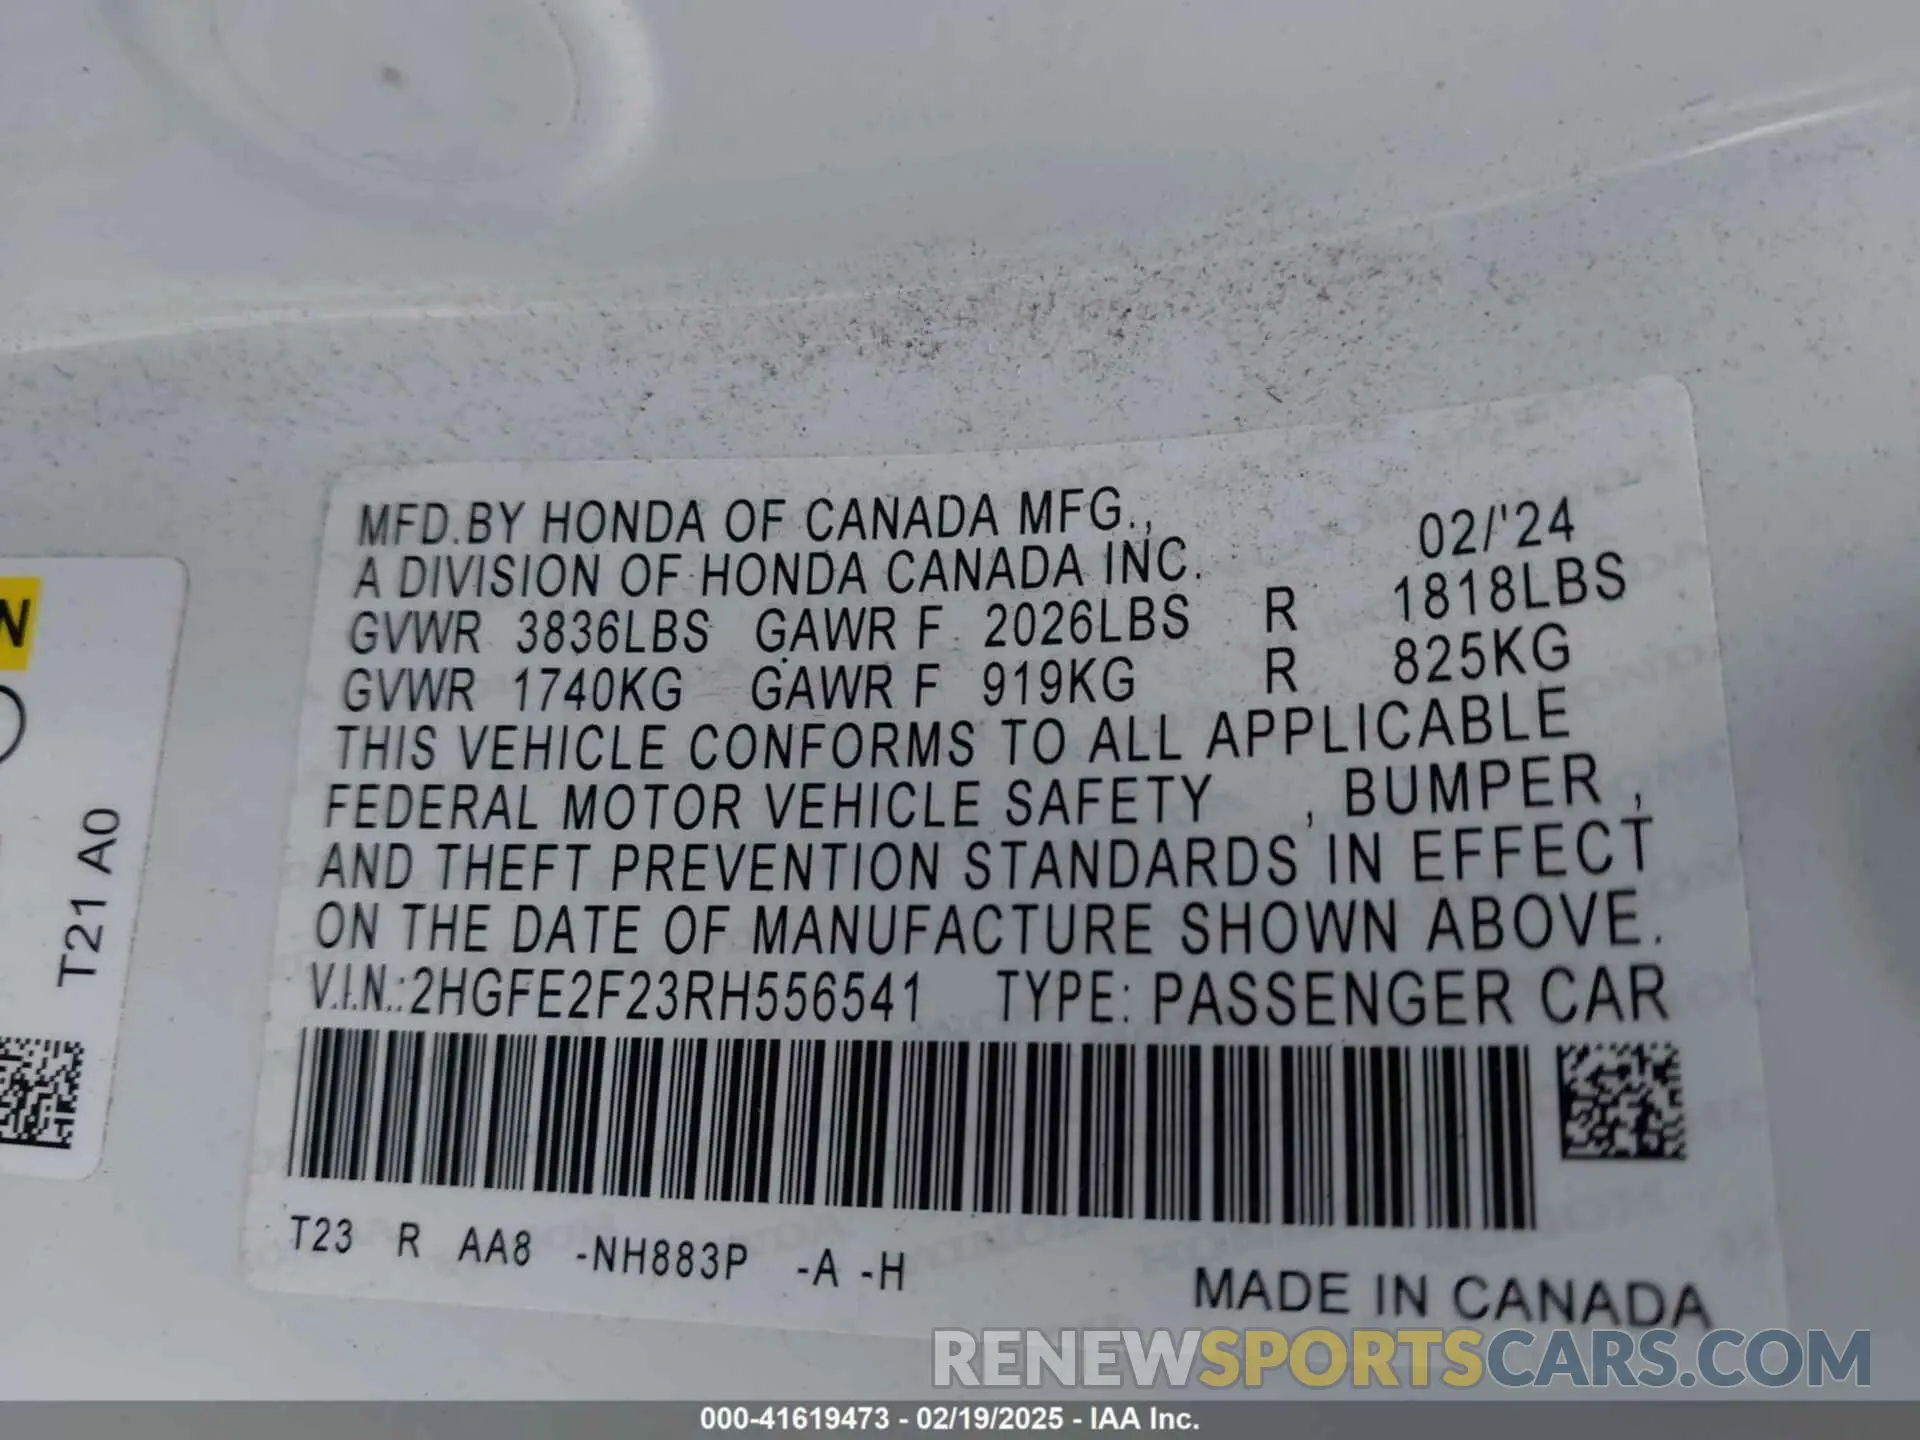 MFD.BY HONDA OF CANADA MFG., 02/'24
A DIVISION OF HONDA CANADA INC.
GVWR 3836LBS GAWR F 2026LBS R 1818LBS
GVWR 1740KG GAWR F 919KG R 825KG
THIS VEHICLE CONFORMS TO ALL APPLICABLE
FEDERAL MOTOR VEHICLE SAFETY , BUMPER ,
AND THEFT PREVENTION STANDARDS IN EFFECT
ON THE DATE OF MANUFACTURE SHOWN ABOVE.
V.I.N.:2HGFE2F23RH556541 TYPE: PASSENGER CAR
T23 R AA8 -NH883P -A -H
MADE IN CANADA
N
T21 A0
RENEWSPORTSCARS.COM
000-41619473 - 02/19/2025 - IAA Inc.